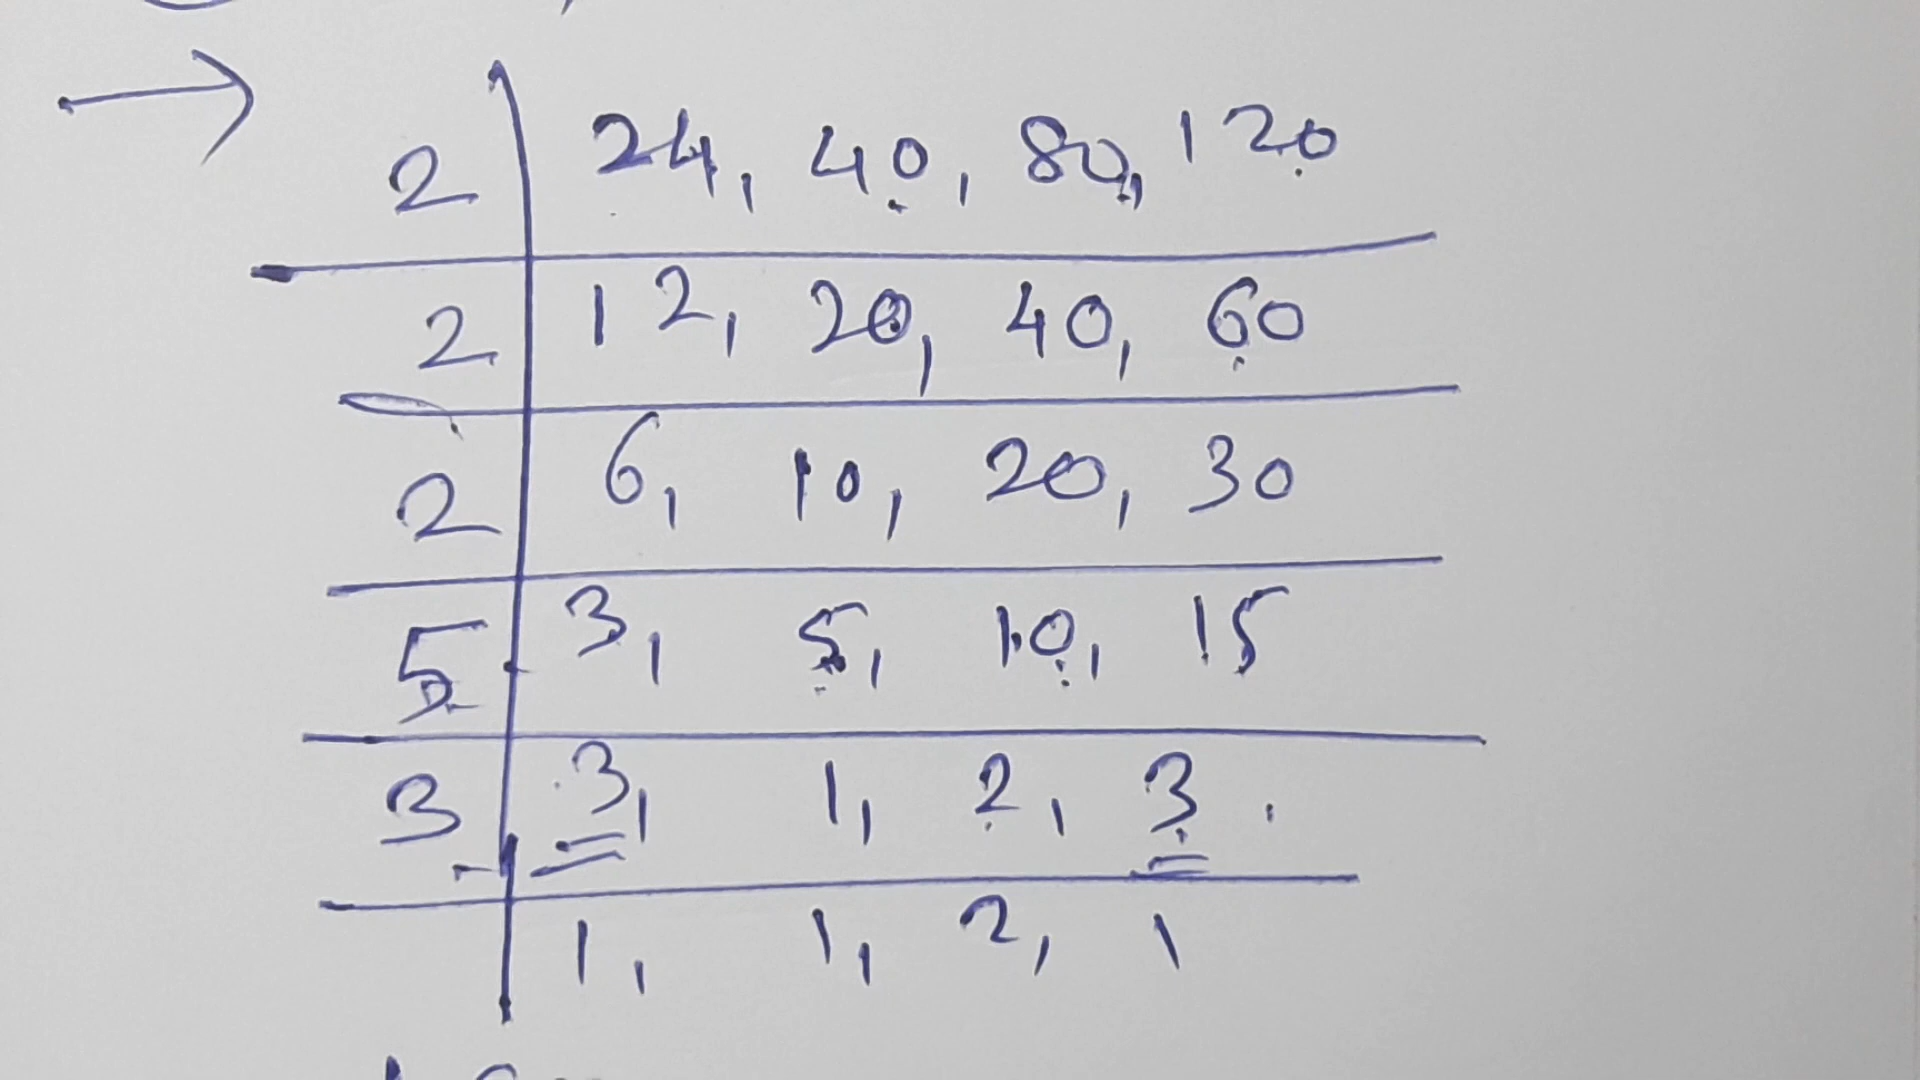 → 2 | 24, 40, 80, 120
2 | 12, 20, 40, 60
2 | 6, 10, 20, 30
5 | 3, 5, 10, 15
3 | 3, 1, 2, 3
1, 1, 2, 1